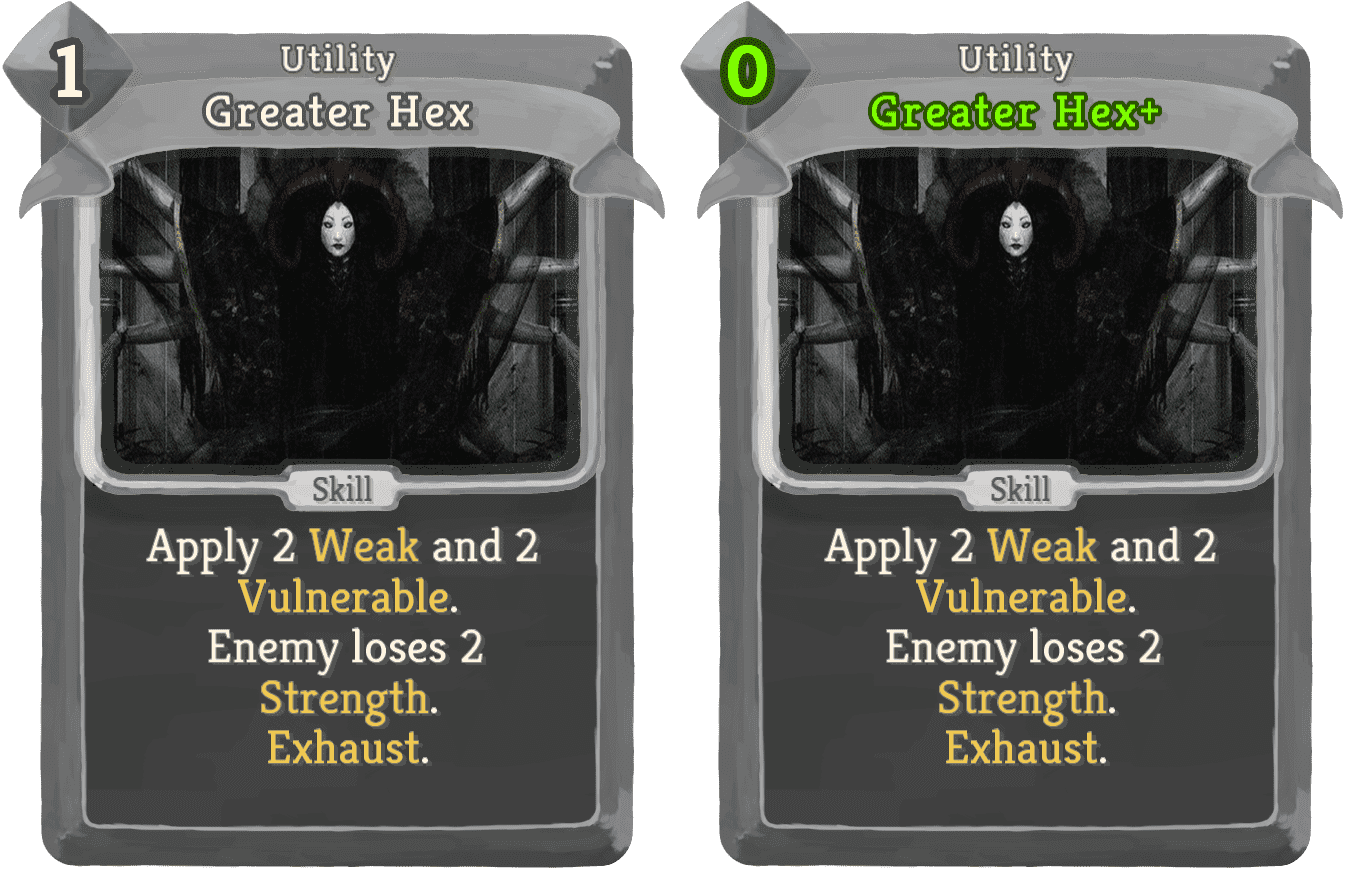 1
Utility
Greater Hex
Skill
Apply 2 Weak and 2
Vulnerable.
Enemy loses 2
Strength.
Exhaust.
0
Utility
Greater Hex+
Skill
Apply 2 Weak and 2
Vulnerable.
Enemy loses 2
Strength.
Exhaust.